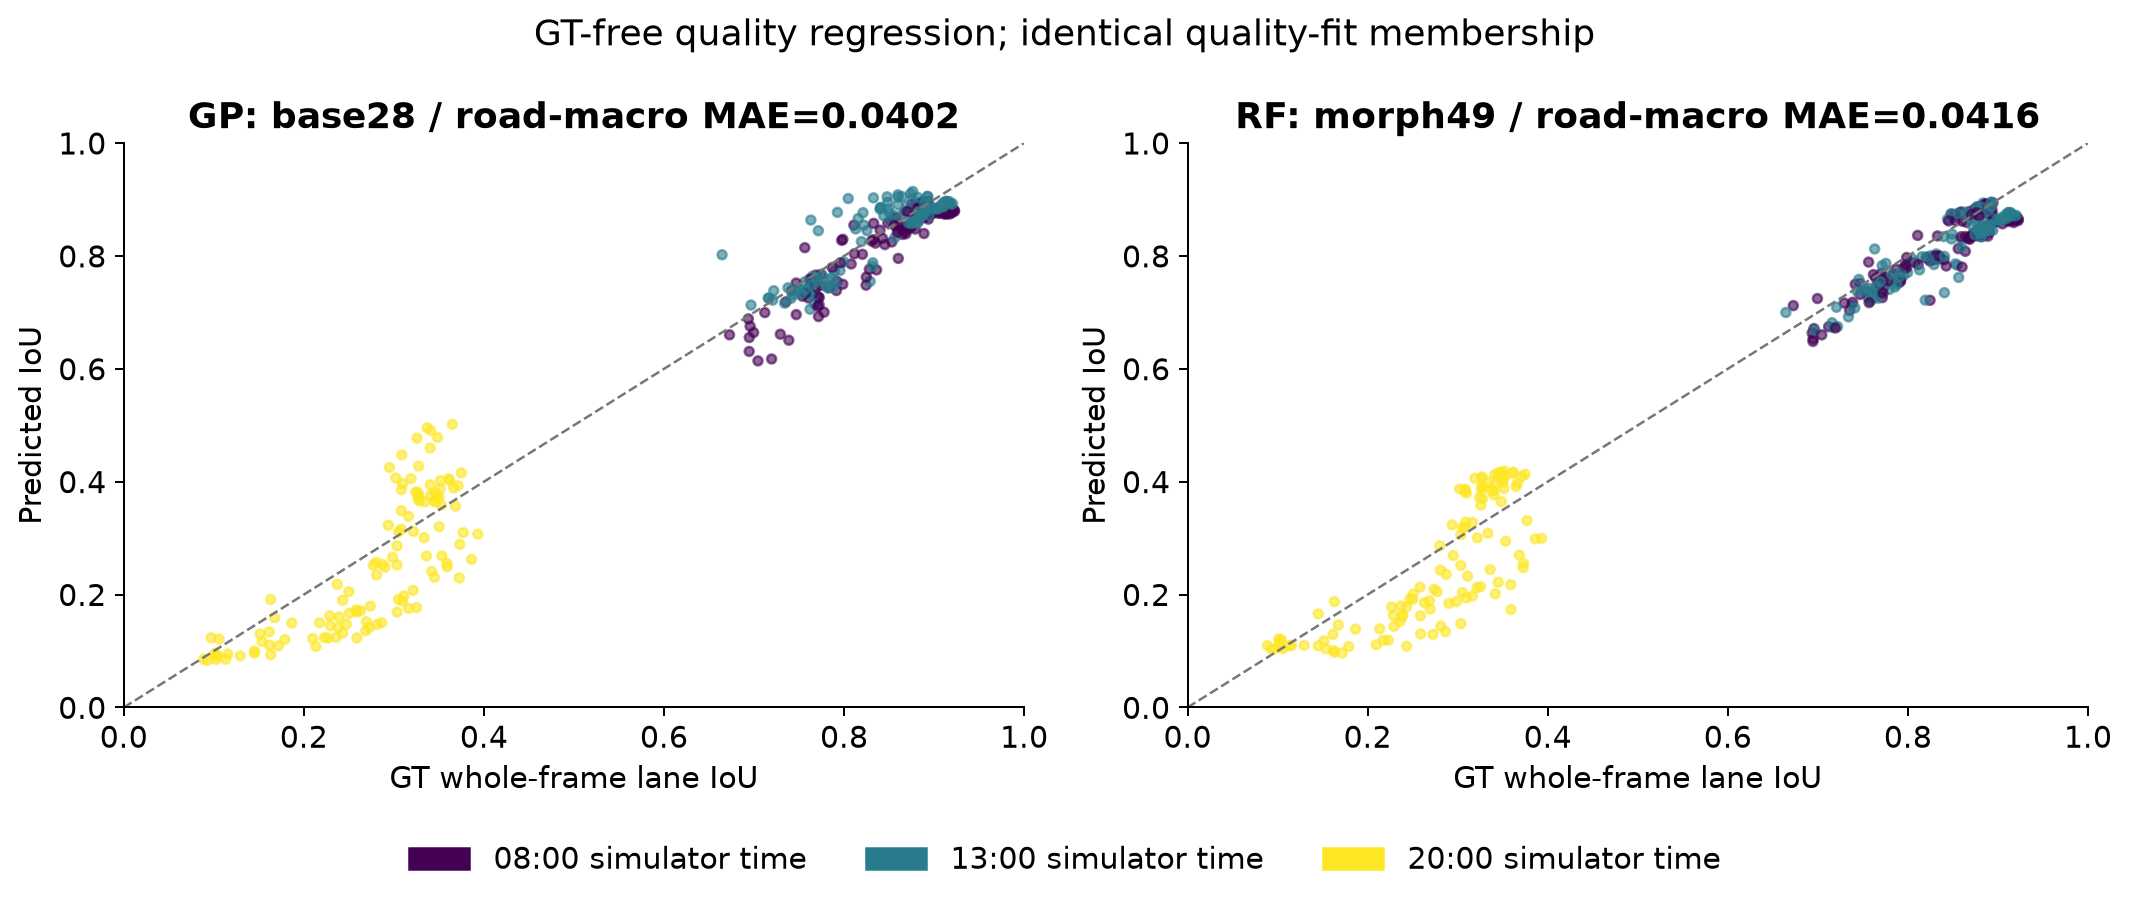 GT-free quality regression; identical quality-fit membership
GP: base28 / road-macro MAE=0.0402
1.0
0.8
0.6
0.4
0.2
0.0
Predicted IoU
0.0 0.2 0.4 0.6 0.8 1.0
GT whole-frame lane IoU
RF: morph49 / road-macro MAE=0.0416
1.0
0.8
0.6
0.4
0.2
0.0
Predicted IoU
0.0 0.2 0.4 0.6 0.8 1.0
GT whole-frame lane IoU
08:00 simulator time
13:00 simulator time
20:00 simulator time